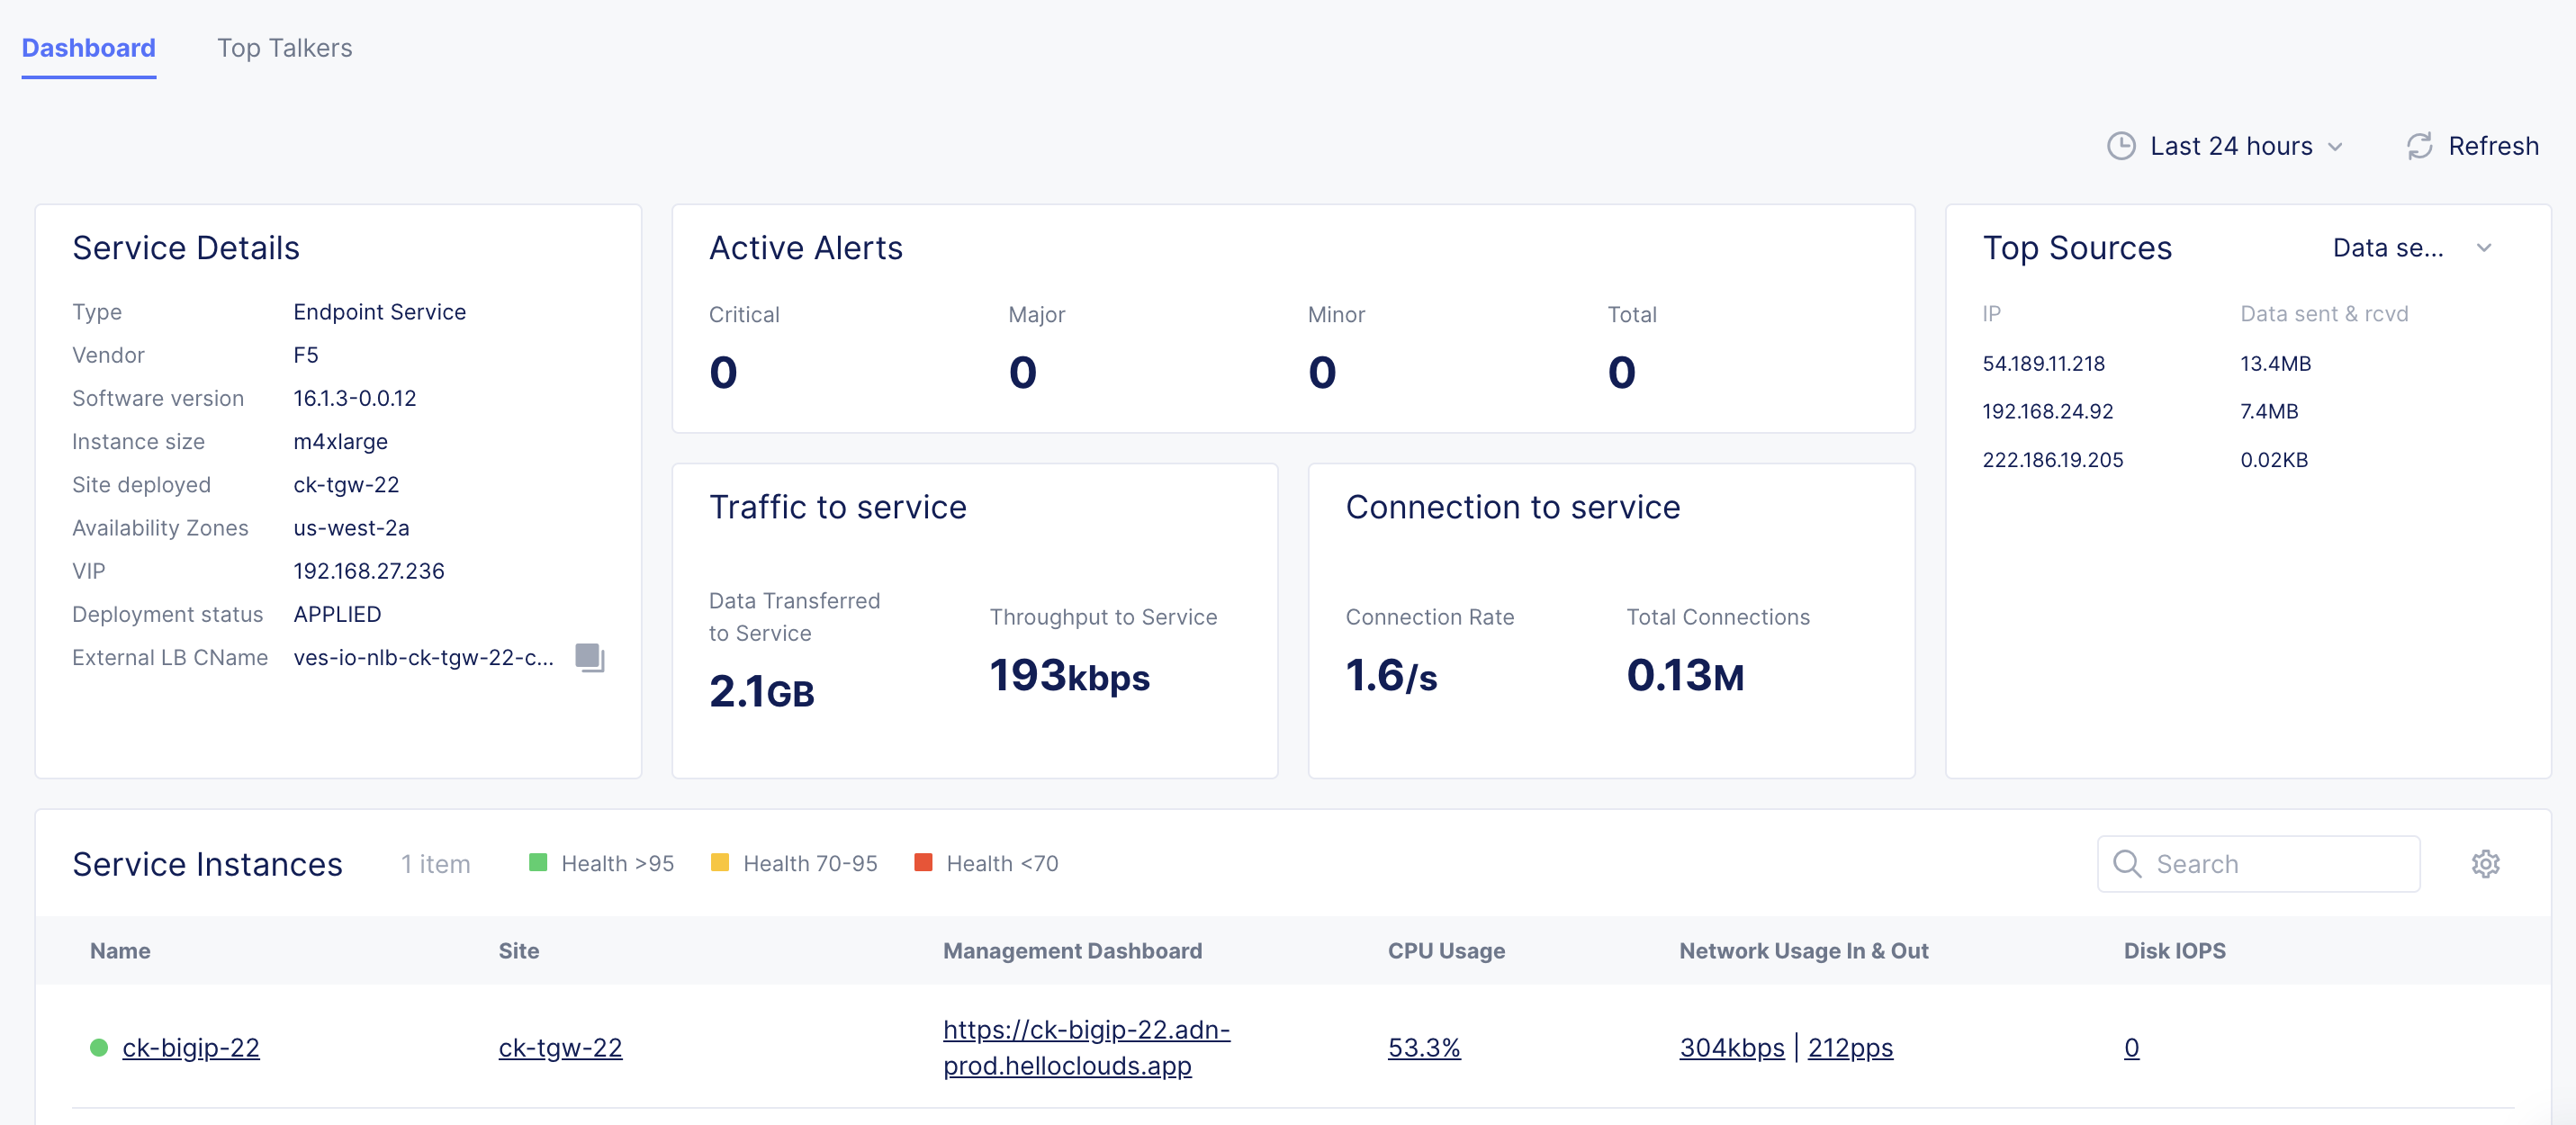 Dashboard
Top Talkers
Last 24 hours
Refresh
Service Details
Type Endpoint Service
Vendor F5
Software version 16.1.3-0.0.12
Instance size m4xlarge
Site deployed ck-tgw-22
Availability Zones us-west-2a
VIP 192.168.27.236
Deployment status APPLIED
External LB CName ves-io-nlb-ck-tgw-22-c...
Active Alerts
Critical Major Minor Total
0 0 0 0
Traffic to service
Data Transferred
to Service
2.1GB
Throughput to Service
193kbps
Connection to service
Connection Rate
1.6/s
Total Connections
0.13M
Top Sources Data se...
IP Data sent & rcvd
54.189.11.218 13.4MB
192.168.24.92 7.4MB
222.186.19.205 0.02KB
Service Instances 1 item Health >95 Health 70-95 Health <70
Search
Name Site Management Dashboard CPU Usage Network Usage In & Out Disk IOPS
ck-bigip-22
ck-tgw-22
https://ck-bigip-22.adn-
prod.helloclouds.app
53.3%
304kbps | 212pps
0